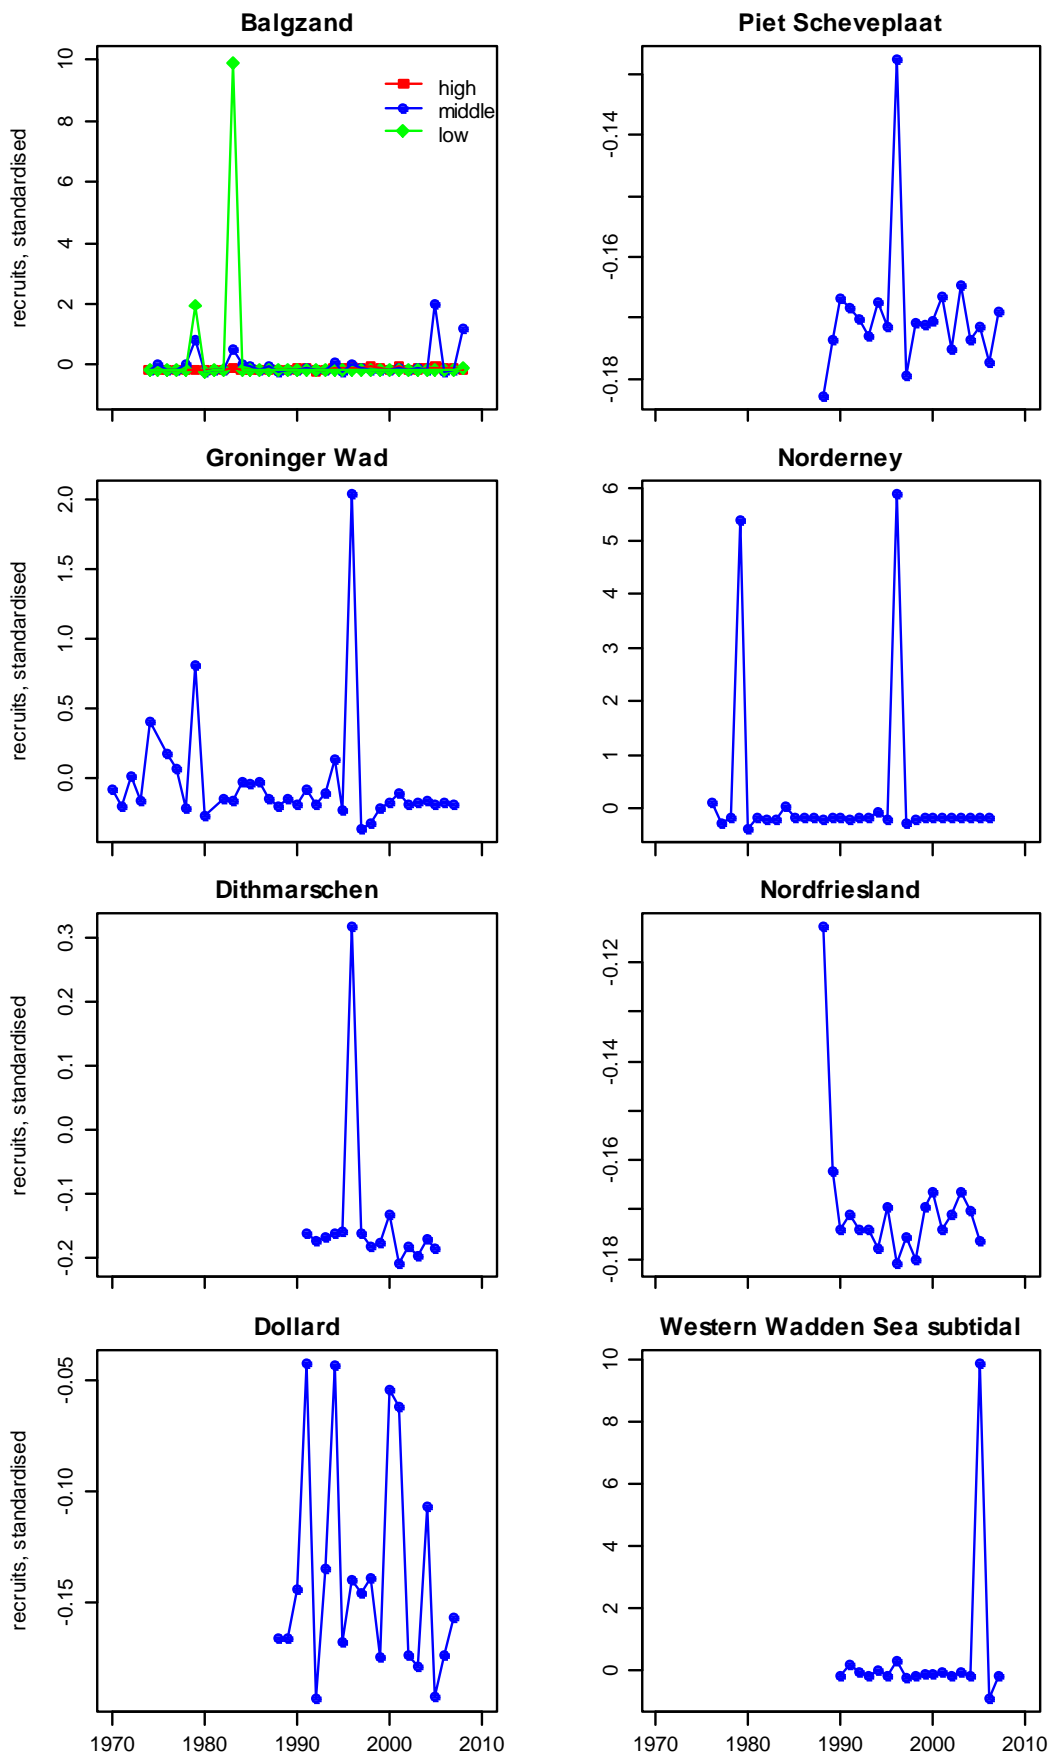 Balgzand
Piet Scheveplaat
recruits, standardised
0 2 4 6 8 10
high
middle
low
1970 1980 1990 2000 2010
-0.18 -0.16 -0.14
Groninger Wad
Norderney
recruits, standardised
0.0 0.5 1.0 1.5 2.0
0 1 2 3 4 5 6
Dithmarschen
Nordfriesland
recruits, standardised
-0.2 -0.1 0.0 0.1 0.2 0.3
-0.18 -0.16 -0.14 -0.12
Dollard
Western Wadden Sea subtidal
recruits, standardised
-0.15 -0.10 -0.05
0 2 4 6 8 10
1970 1980 1990 2000 2010
1970 1980 1990 2000 2010